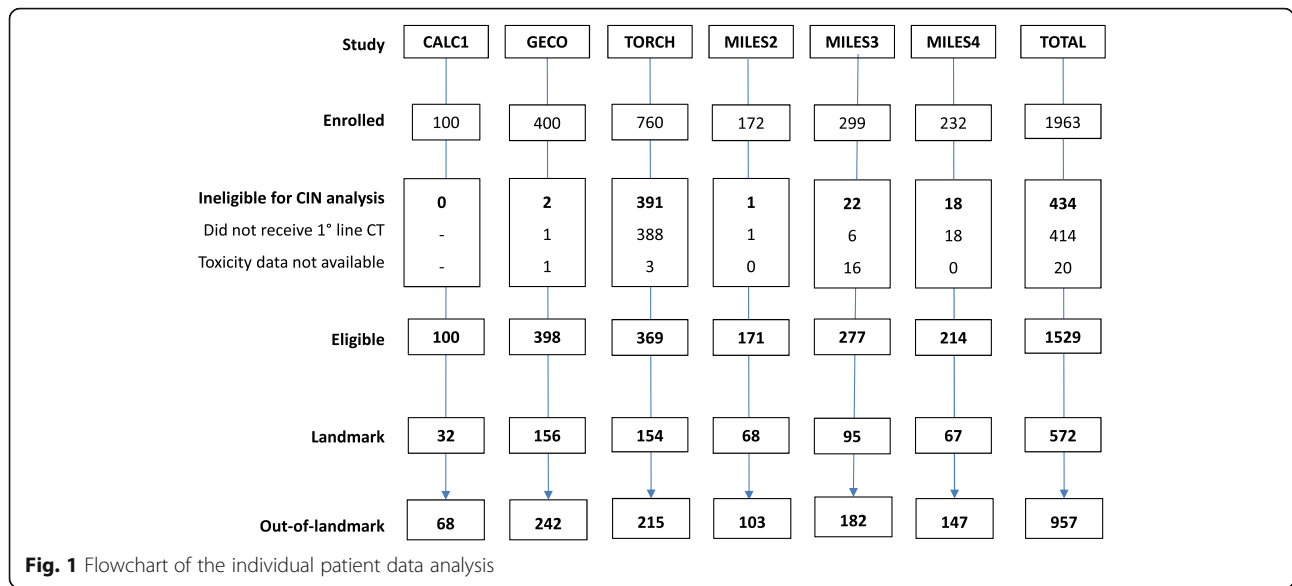 Study CALC1 GECO TORCH MILES2 MILES3 MILES4 TOTAL
Enrolled 100 400 760 172 299 232 1963
Ineligible for CIN analysis 0 2 391 1 22 18 434
Did not receive 1° line CT - 1 388 1 6 18 414
Toxicity data not available - 1 3 0 16 0 20
Eligible 100 398 369 171 277 214 1529
Landmark 32 156 154 68 95 67 572
Out-of-landmark 68 242 215 103 182 147 957
Fig. 1 Flowchart of the individual patient data analysis